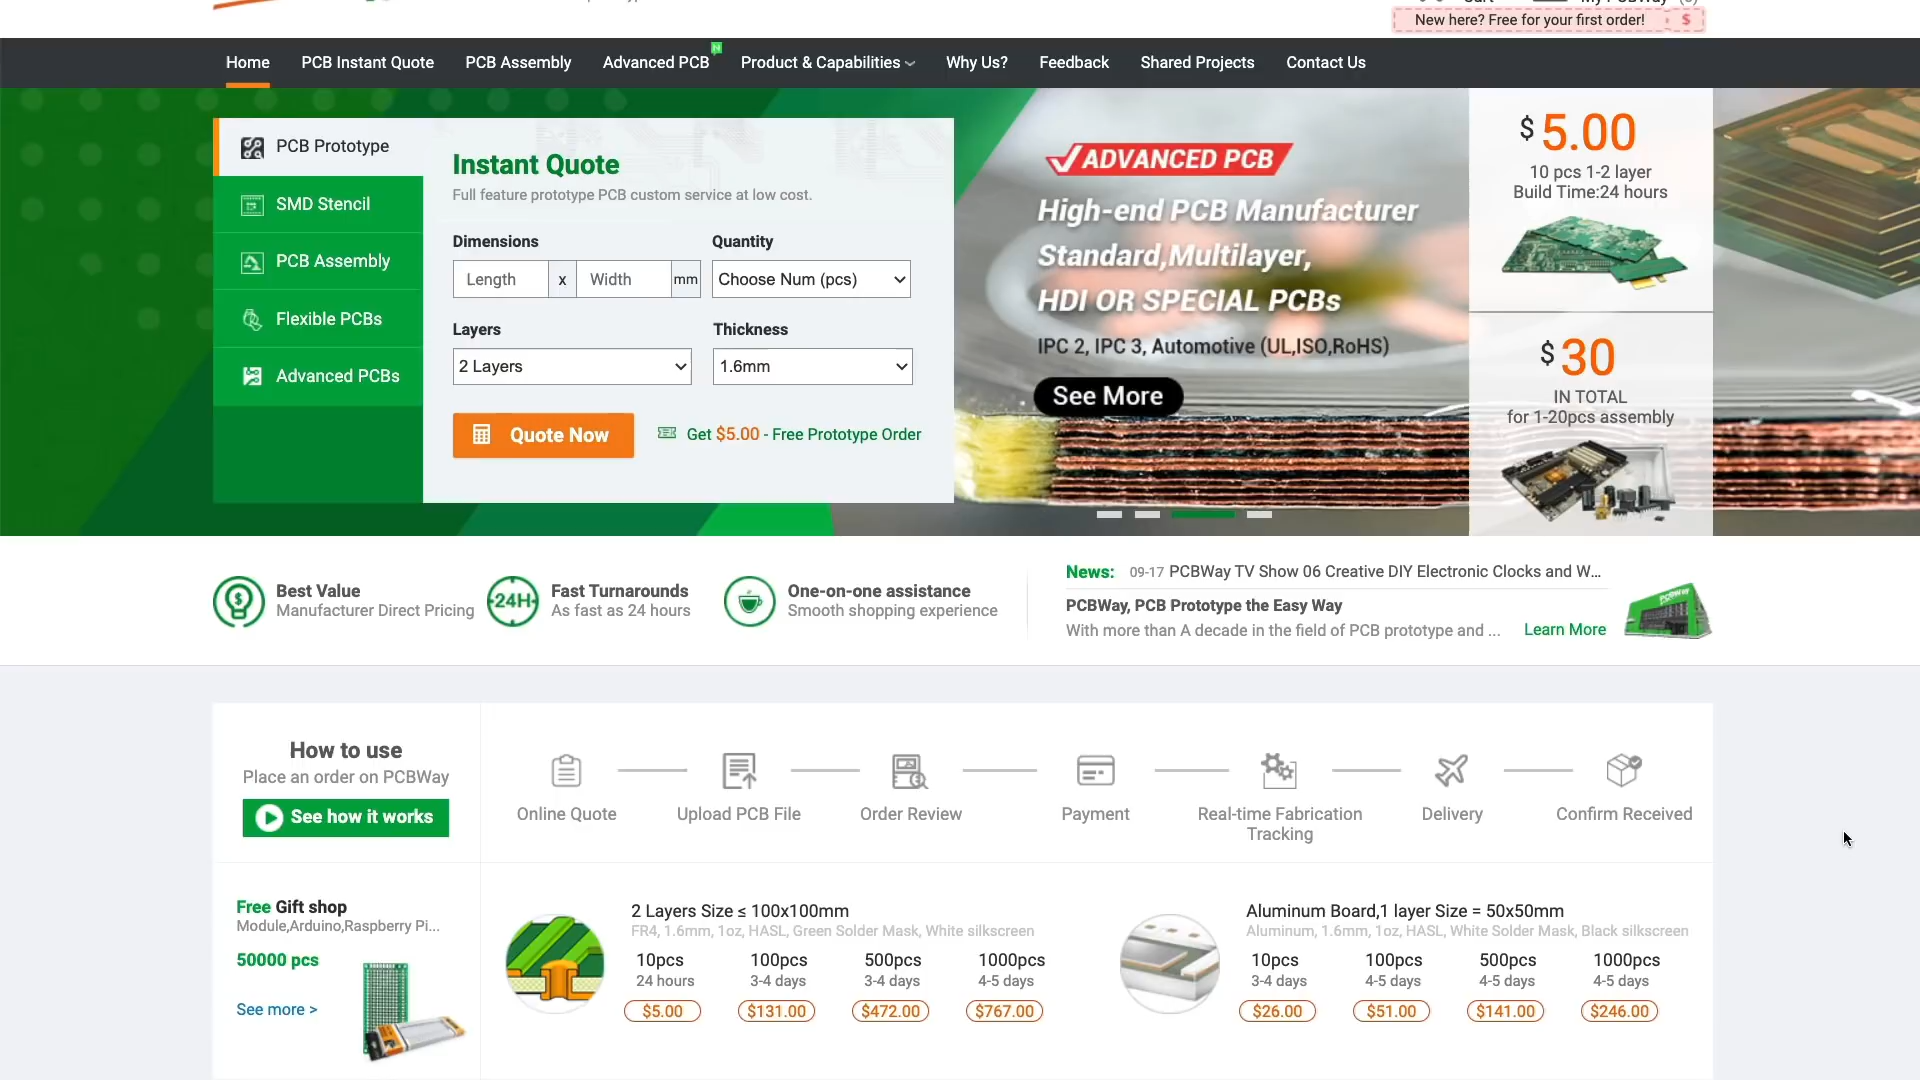 New here? Free for your first order! $
Home PCB Instant Quote PCB Assembly Advanced PCB N Product & Capabilities Why Us? Feedback Shared Projects Contact Us
PCB Prototype
SMD Stencil
PCB Assembly
Flexible PCBs
Advanced PCBs
Instant Quote
Full feature prototype PCB custom service at low cost.
Dimensions Quantity
Length x Width mm Choose Num (pcs)
Layers Thickness
2 Layers 1.6mm
Quote Now Get $5.00 - Free Prototype Order
ADVANCED PCB
High-end PCB Manufacturer
Standard,Multilayer,
HDI OR SPECIAL PCBs
IPC 2, IPC 3, Automotive (UL,ISO,RoHS)
See More
$ 5.00
10 pcs 1-2 layer
Build Time:24 hours
$ 30
IN TOTAL
for 1-20pcs assembly
$ Best Value
Manufacturer Direct Pricing
24H Fast Turnarounds
As fast as 24 hours
One-on-one assistance
Smooth shopping experience
News: 09-17 PCBWay TV Show 06 Creative DIY Electronic Clocks and W...
PCBWay, PCB Prototype the Easy Way
With more than A decade in the field of PCB prototype and ... Learn More
PCBWay
How to use
Place an order on PCBWay
See how it works
Online Quote
Upload PCB File
Order Review
Payment
Real-time Fabrication
Tracking
Delivery
Confirm Received
Free Gift shop
Module,Arduino,Raspberry Pi...
50000 pcs
See more >
2 Layers Size ≤ 100x100mm
FR4, 1.6mm, 1oz, HASL, Green Solder Mask, White silkscreen
10pcs 100pcs 500pcs 1000pcs
24 hours 3-4 days 3-4 days 4-5 days
$5.00 $131.00 $472.00 $767.00
Aluminum Board,1 layer Size = 50x50mm
Aluminum, 1.6mm, 1oz, HASL, White Solder Mask, Black silkscreen
10pcs 100pcs 500pcs 1000pcs
3-4 days 4-5 days 4-5 days 4-5 days
$26.00 $51.00 $141.00 $246.00